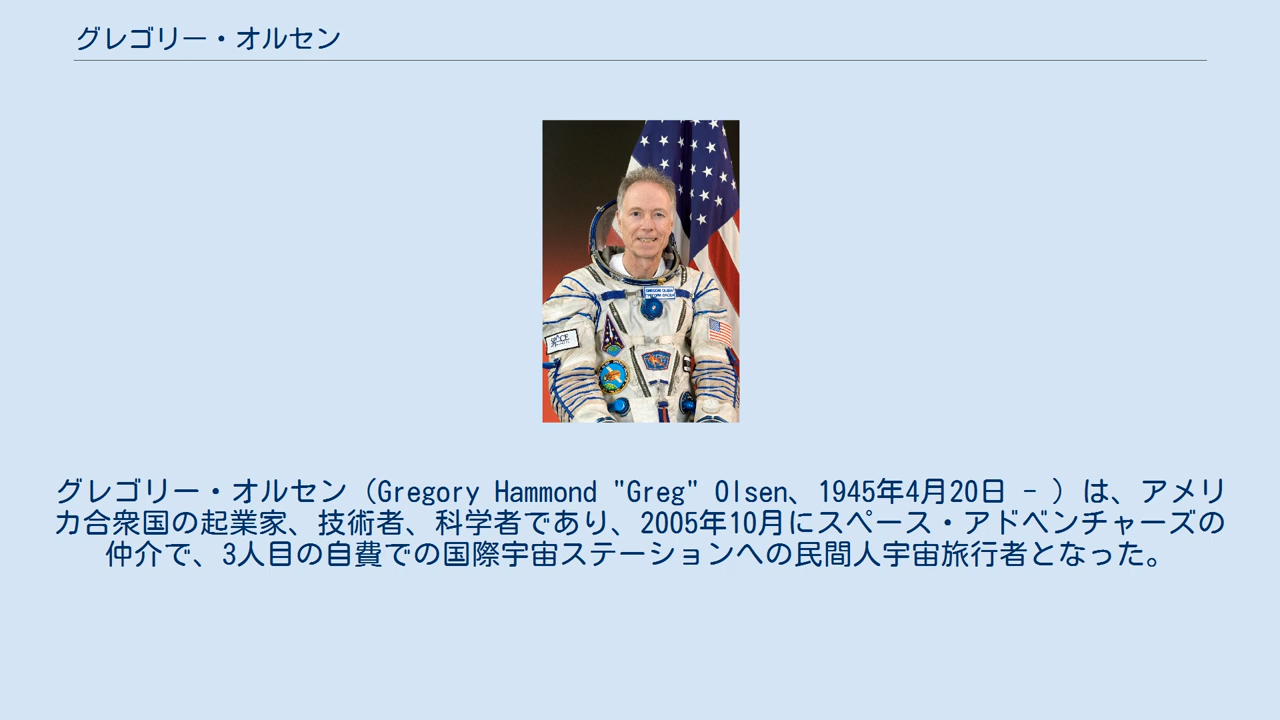 グレゴリー・オルセン
グレゴリー・オルセン（Gregory Hammond "Greg" Olsen、1945年4月20日 - ）は、アメリ
カ合衆国の起業家、技術者、科学者であり、2005年10月にスペース・アドベンチャーズの
仲介で、3人目の自費での国際宇宙ステーションへの民間人宇宙旅行者となった。